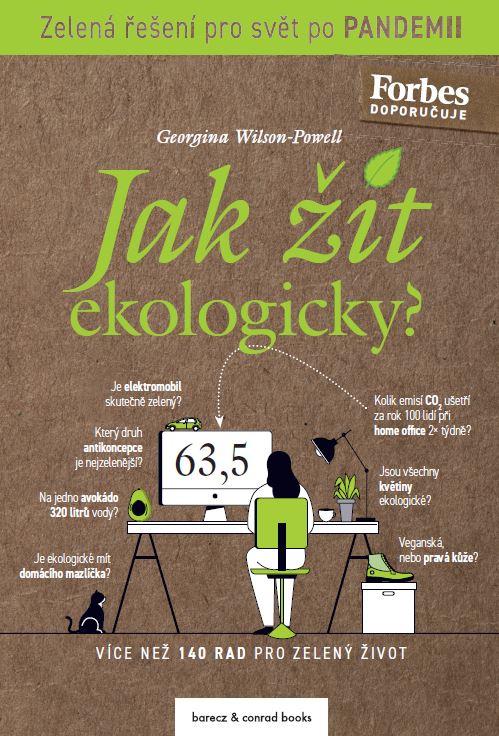 Zelená řešení pro svět po PANDEMII
Forbes
DOPORUČUJE
Georgina Wilson-Powell
Jak žít
ekologicky?
Je elektromobil
skutečně zelený?
Který druh
antikoncepce
je nejzelenější?
Na jedno avokádo
320 litrů vody?
Je ekologické mít
domácího mazlíčka?
63,5
Kolik emisí CO₂ ušetří
za rok 100 lidí při
home office 2× týdně?
Jsou všechny
květiny
ekologické?
Veganská,
nebo pravá kůže?
VÍCE NEŽ 140 RAD PRO ZELENÝ ŽIVOT
barecz & conrad books